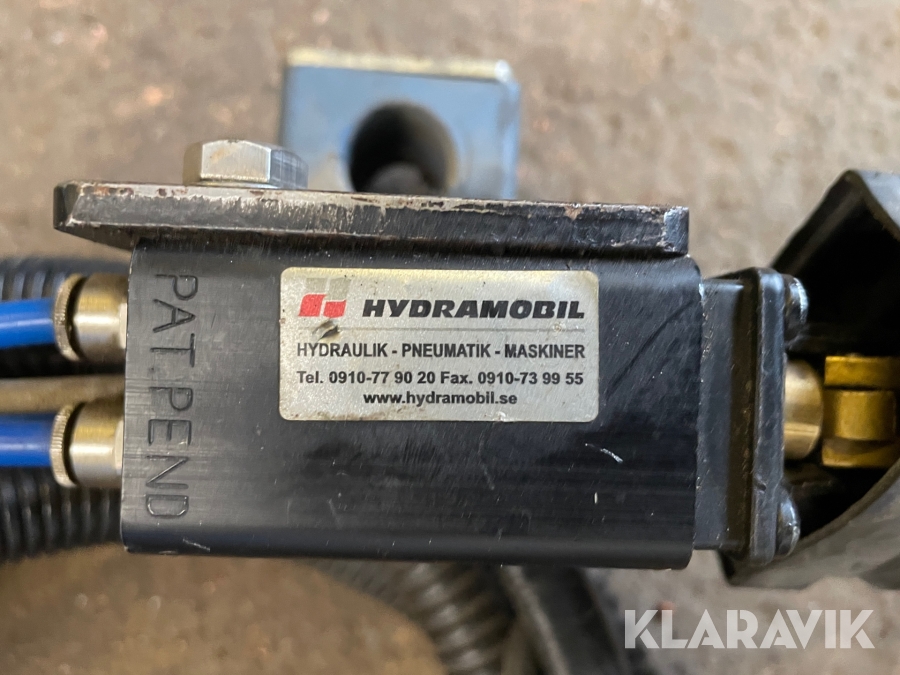 PAT.PEND
HYDRAMOBIL
HYDRAULIK - PNEUMATIK - MASKINER
Tel. 0910-77 90 20 Fax. 0910-73 99 55
www.hydramobil.se
KLARAVIK